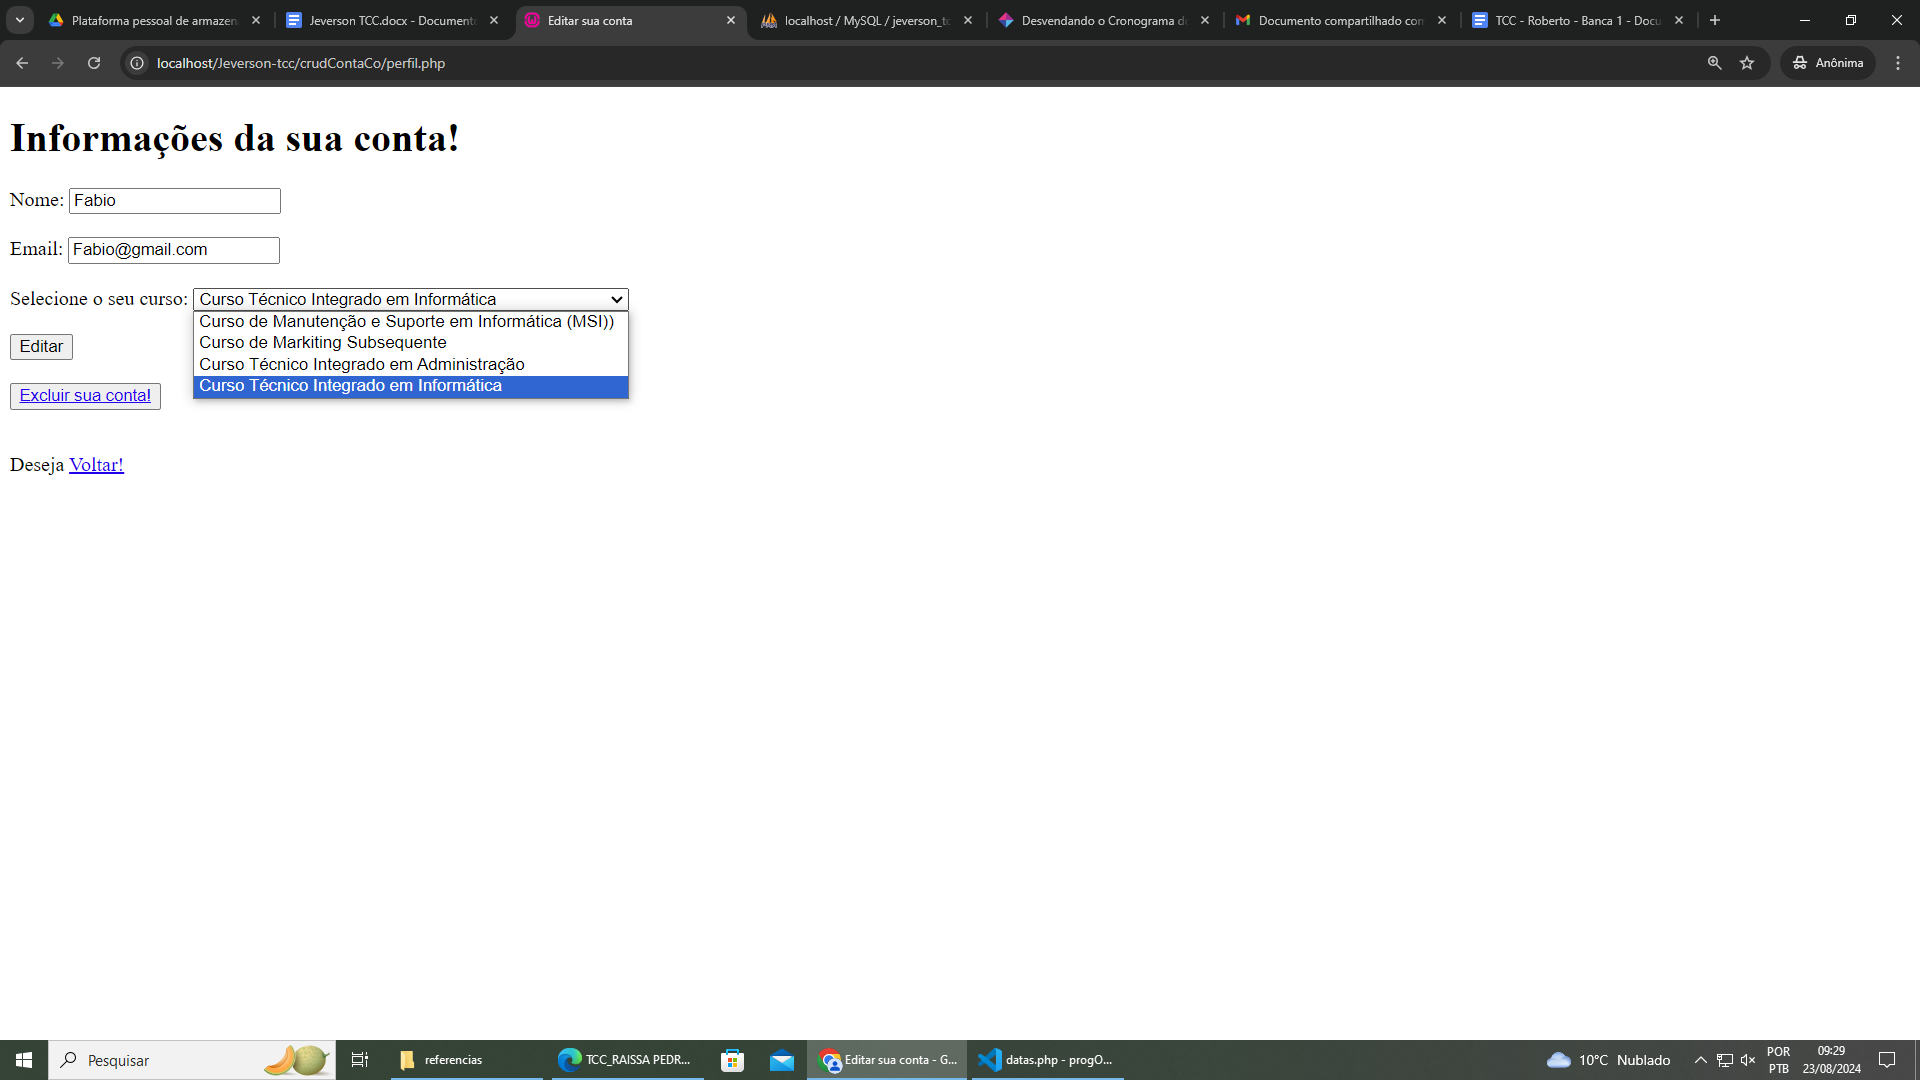 Plataforma pessoal de armazen
Jeverson TCC.docx - Documento
Editar sua conta
localhost / MySQL / jeverson_tc
Desvendando o Cronograma de
Documento compartilhado com
TCC - Roberto - Banca 1 - Docu
localhost/Jeverson-tcc/crudContaCo/perfil.php
Anônima
Informações da sua conta!
Nome: Fabio
Email: Fabio@gmail.com
Selecione o seu curso: Curso Técnico Integrado em Informática
Curso de Manutenção e Suporte em Informática (MSI))
Curso de Markiting Subsequente
Curso Técnico Integrado em Administração
Curso Técnico Integrado em Informática
Editar
Excluir sua conta!
Deseja Voltar!
Pesquisar
referencias
TCC_RAISSA PEDR...
Editar sua conta - G...
datas.php - progO...
10°C Nublado
POR
PTB
09:29
23/08/2024